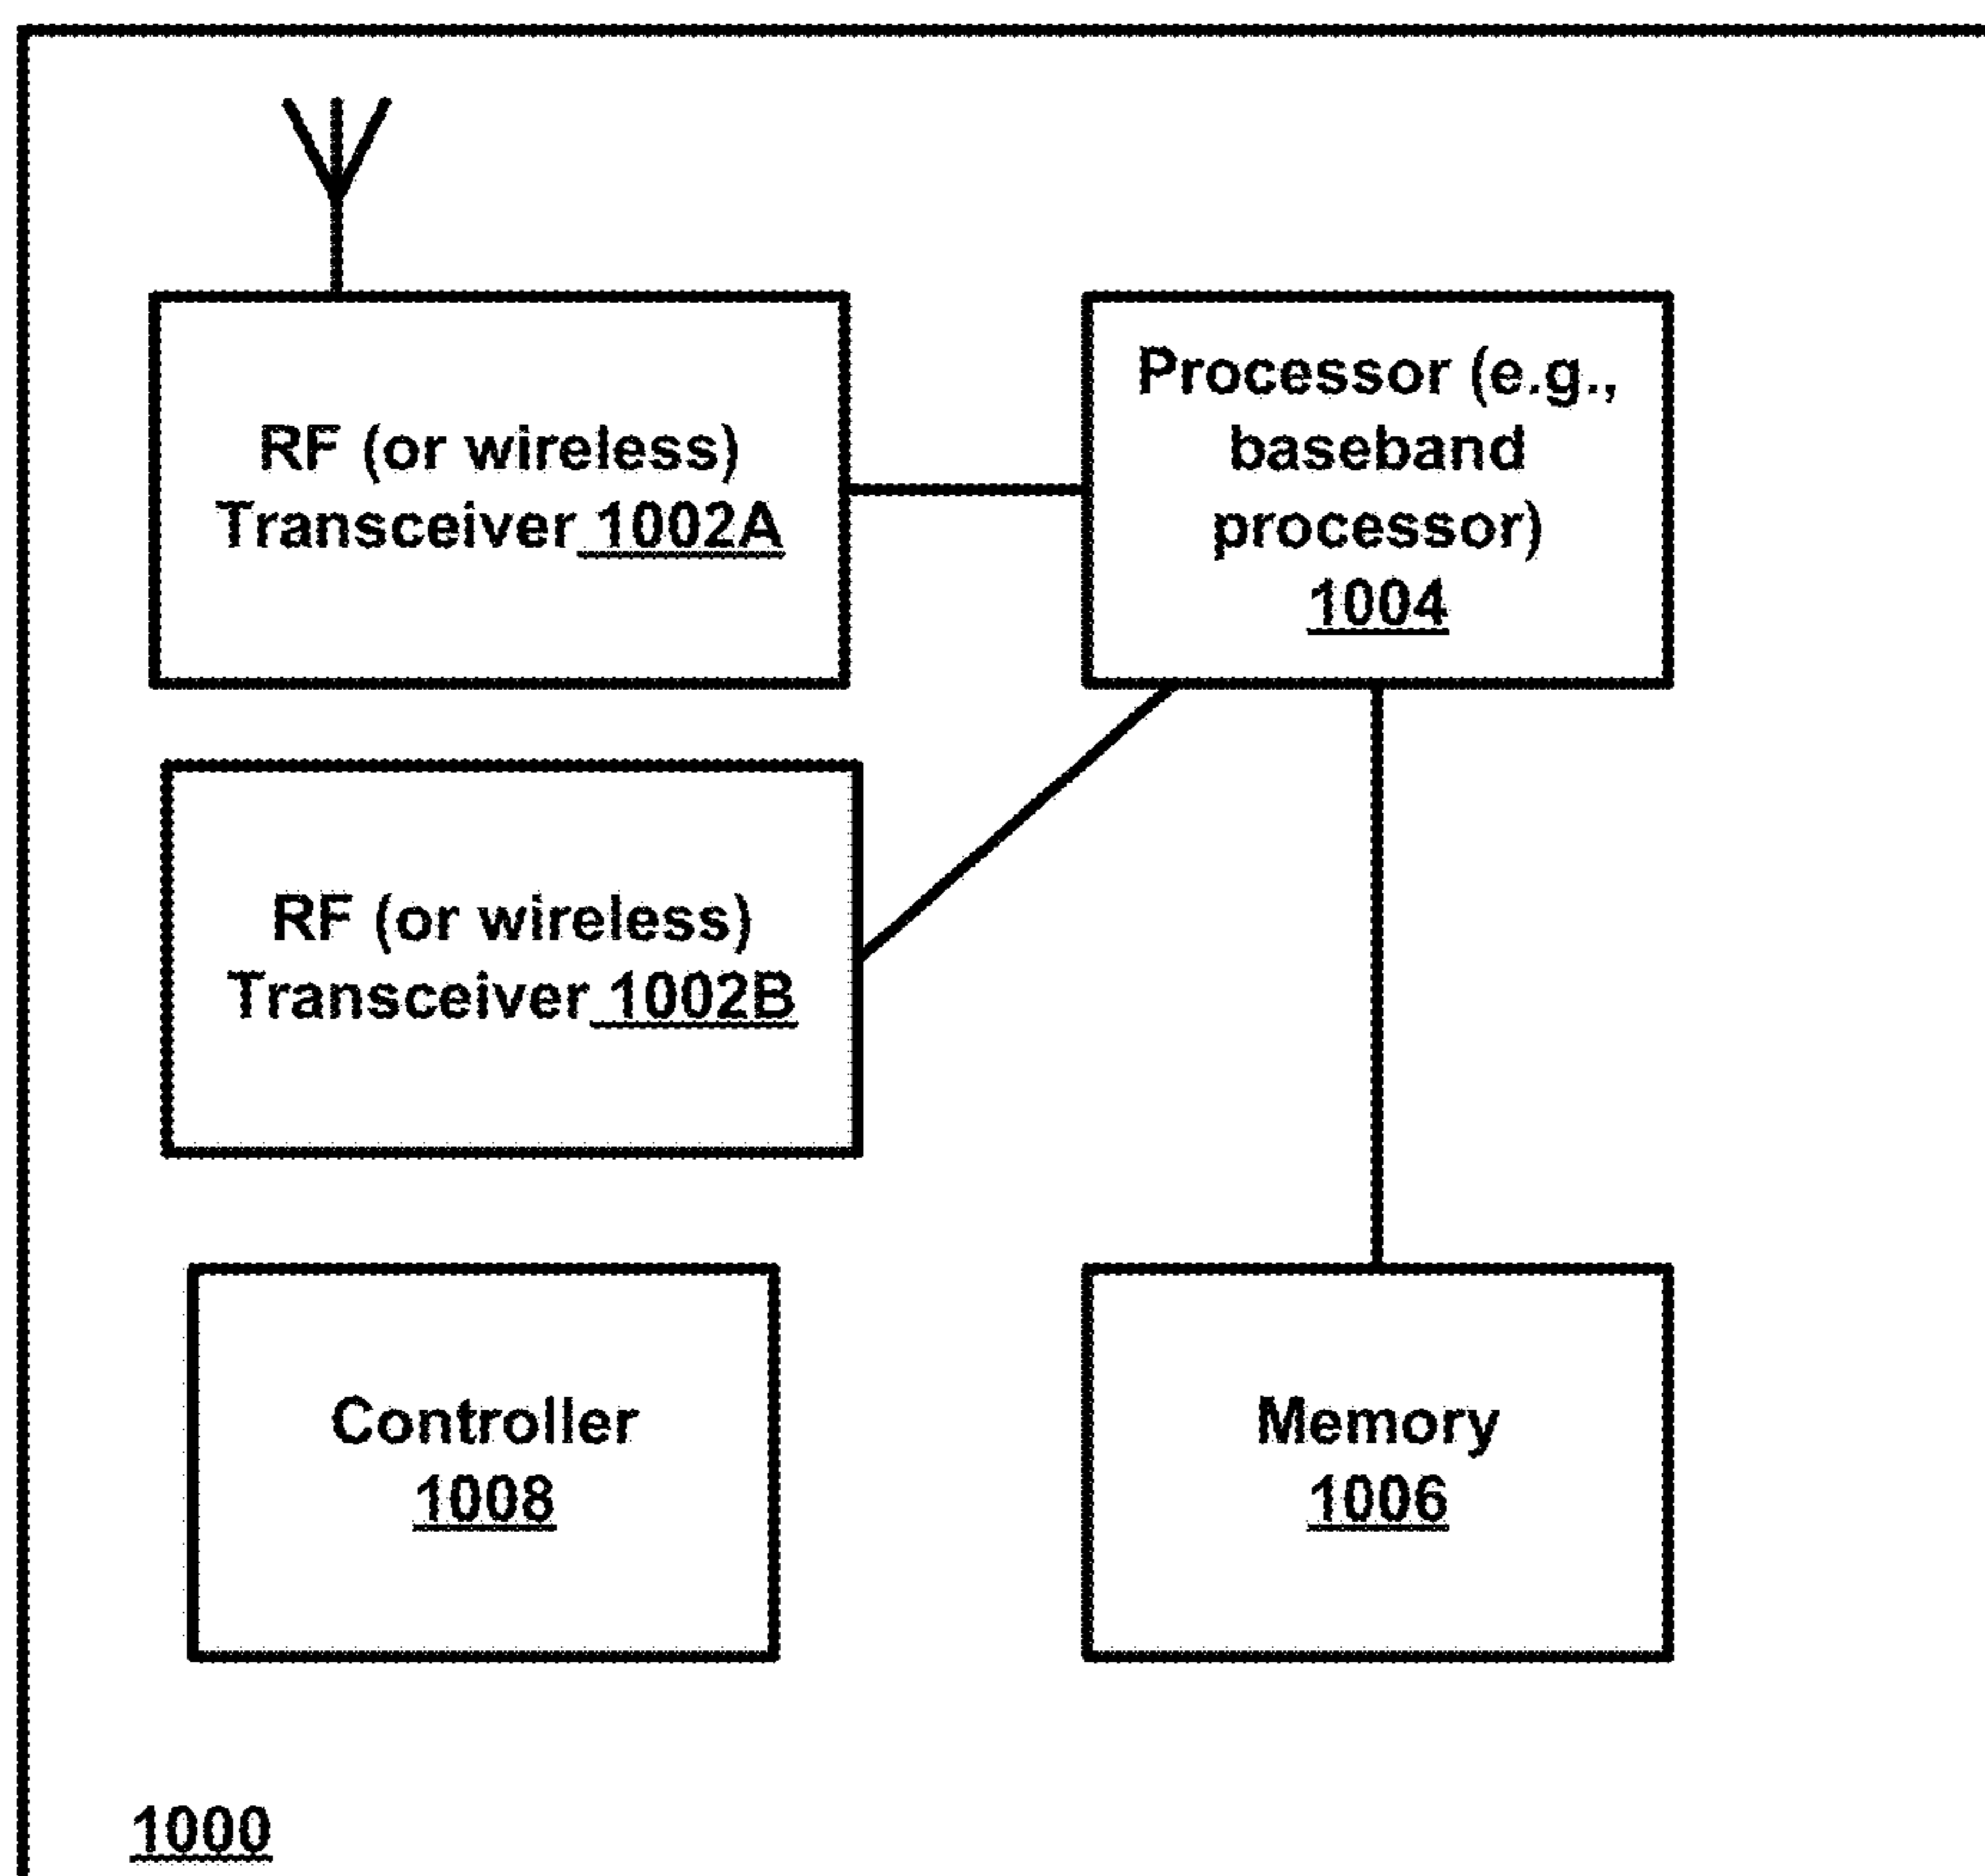 RF (or wireless)
Transceiver 1002A
Processor (e.g.,
baseband
processor)
1004
RF (or wireless)
Transceiver 1002B
Controller
1008
Memory
1006
1000